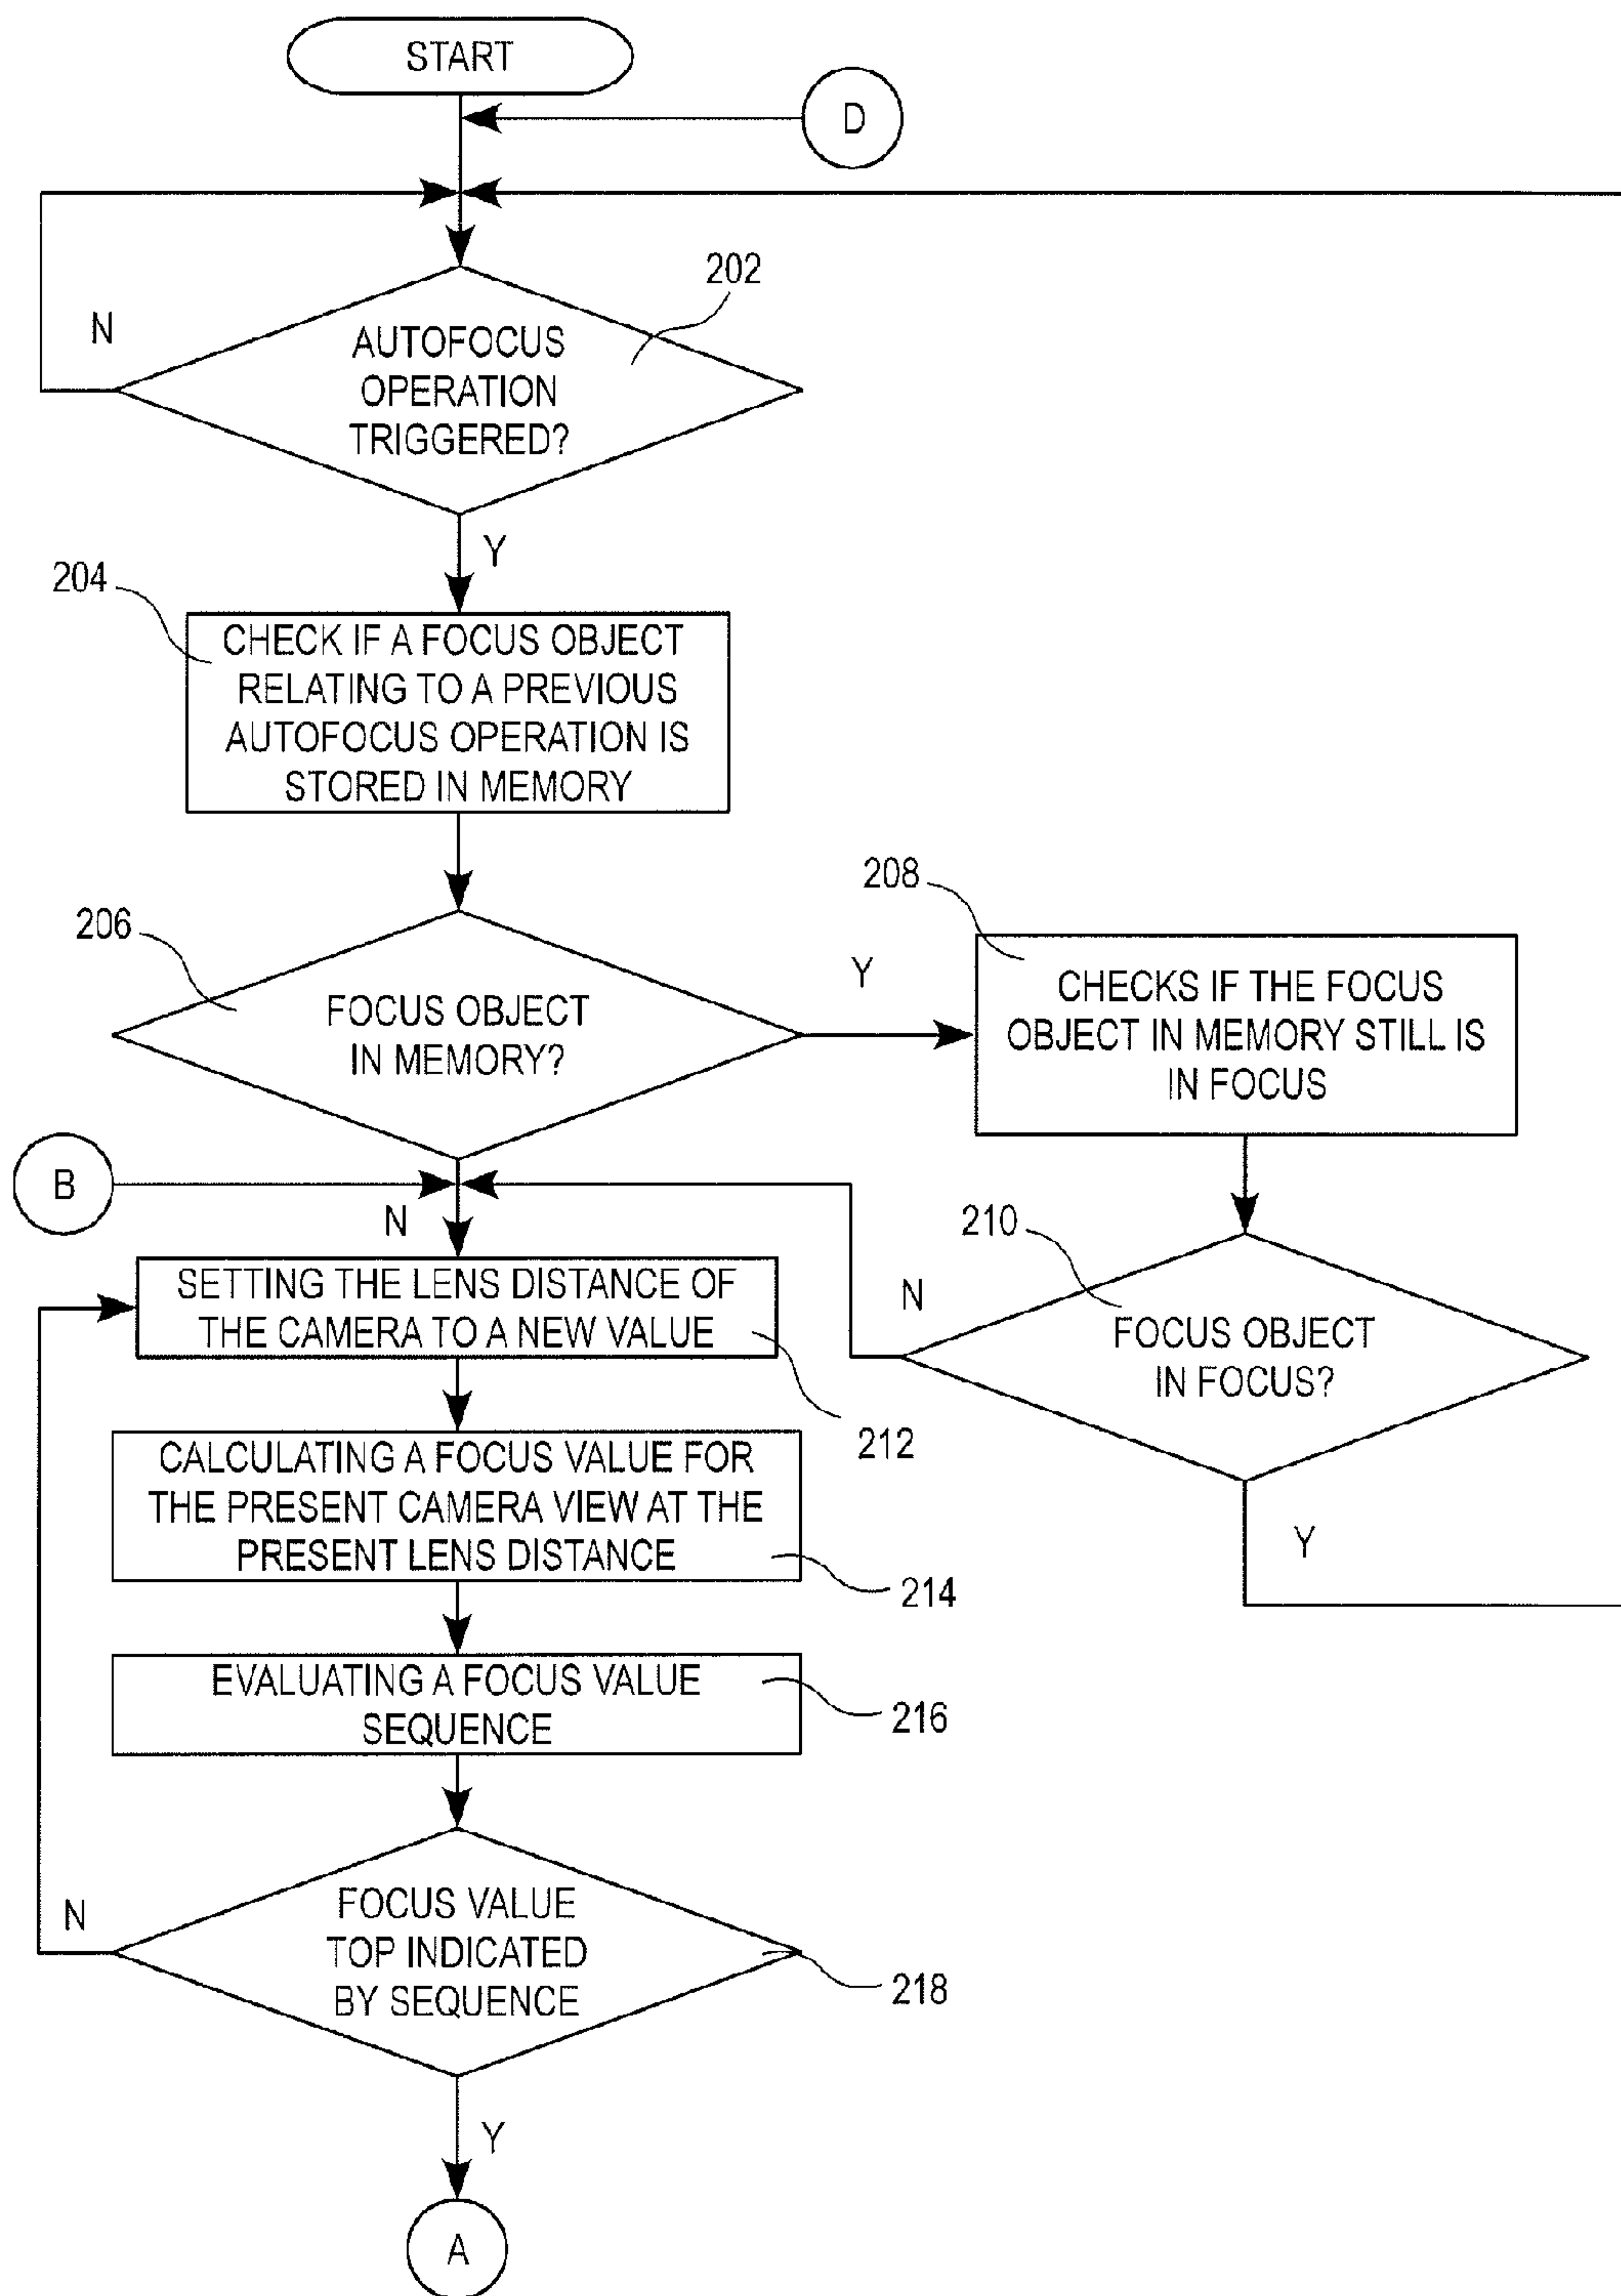 START
D
202
N
AUTOFOCUS
OPERATION
TRIGGERED?
Y
204
CHECK IF A FOCUS OBJECT
RELATING TO A PREVIOUS
AUTOFOCUS OPERATION IS
STORED IN MEMORY
208
206
Y
FOCUS OBJECT
IN MEMORY?
CHECKS IF THE FOCUS
OBJECT IN MEMORY STILL IS
IN FOCUS
B
N
210
SETTING THE LENS DISTANCE OF
THE CAMERA TO A NEW VALUE
N
FOCUS OBJECT
IN FOCUS?
212
CALCULATING A FOCUS VALUE FOR
THE PRESENT CAMERA VIEW AT THE
PRESENT LENS DISTANCE
Y
214
EVALUATING A FOCUS VALUE
SEQUENCE
216
N
FOCUS VALUE
TOP INDICATED
BY SEQUENCE
218
Y
A